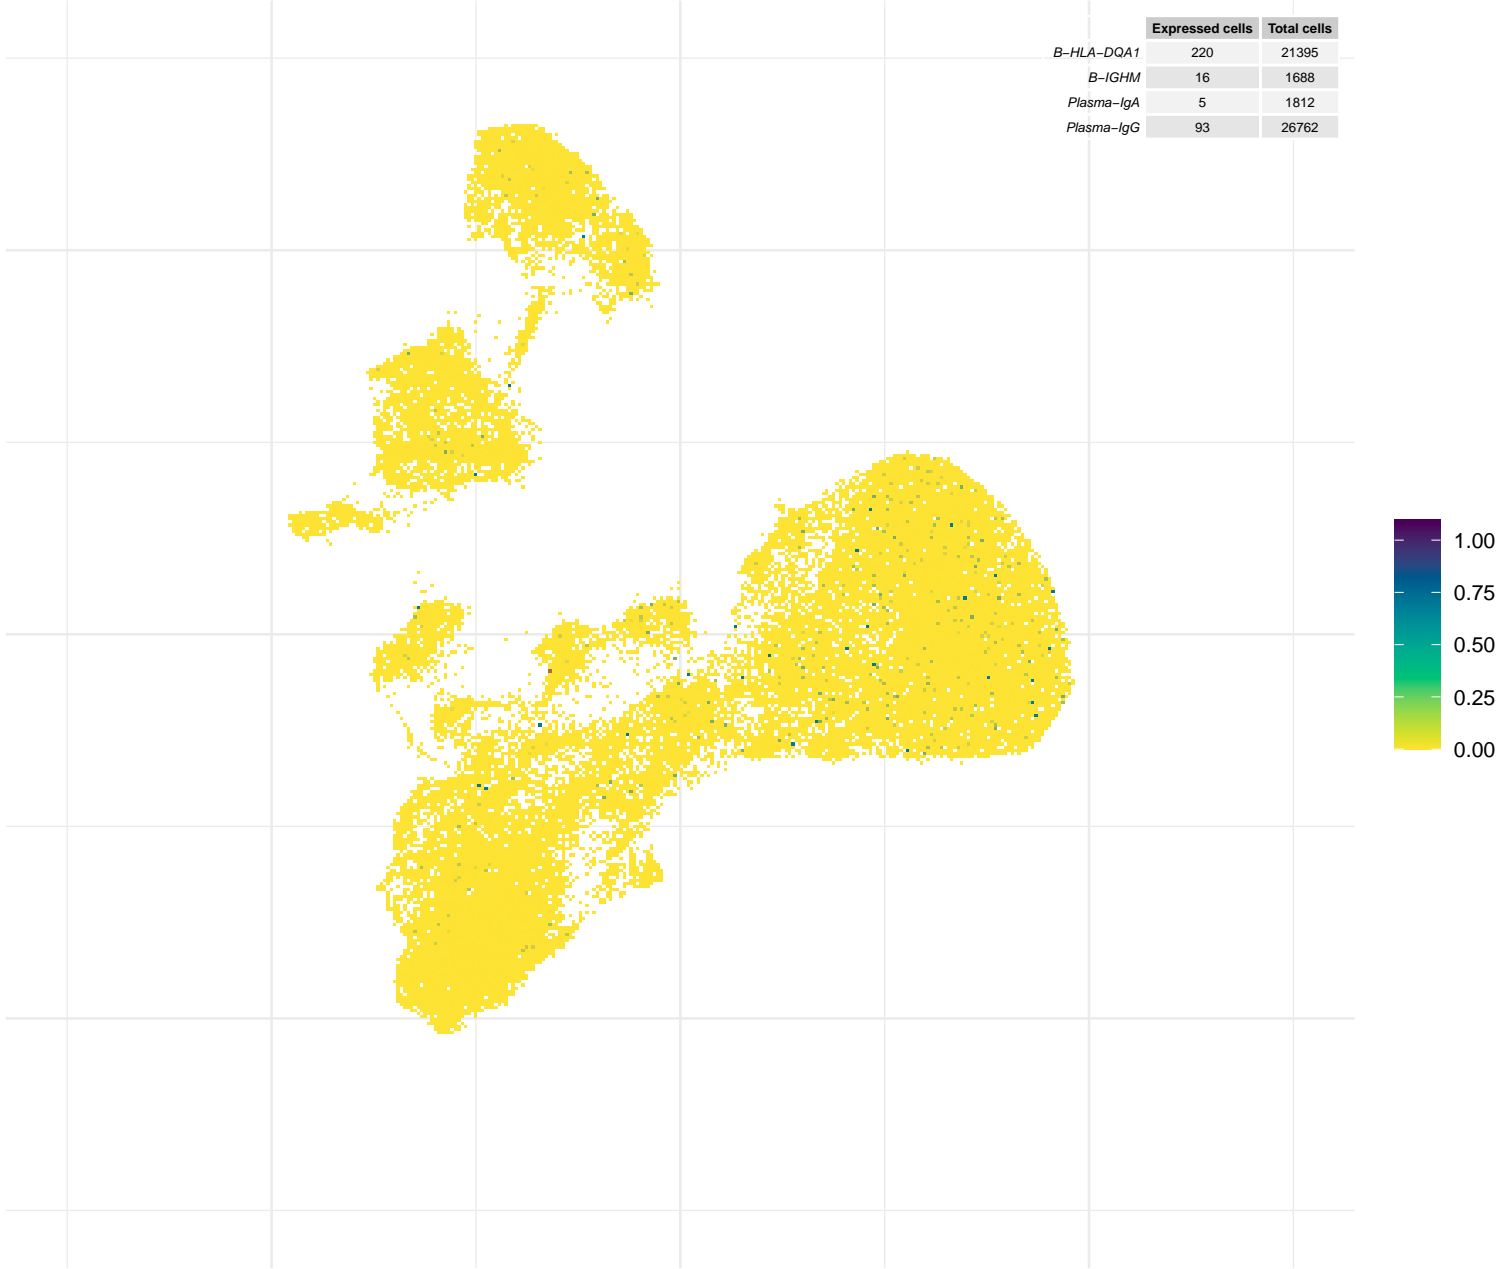 Expressed cells Total cells
B−HLA−DQA1 220 21395
B−IGHM 16 1688
Plasma−IgA 5 1812
Plasma−IgG 93 26762
1.00
0.75
0.50
0.25
0.00